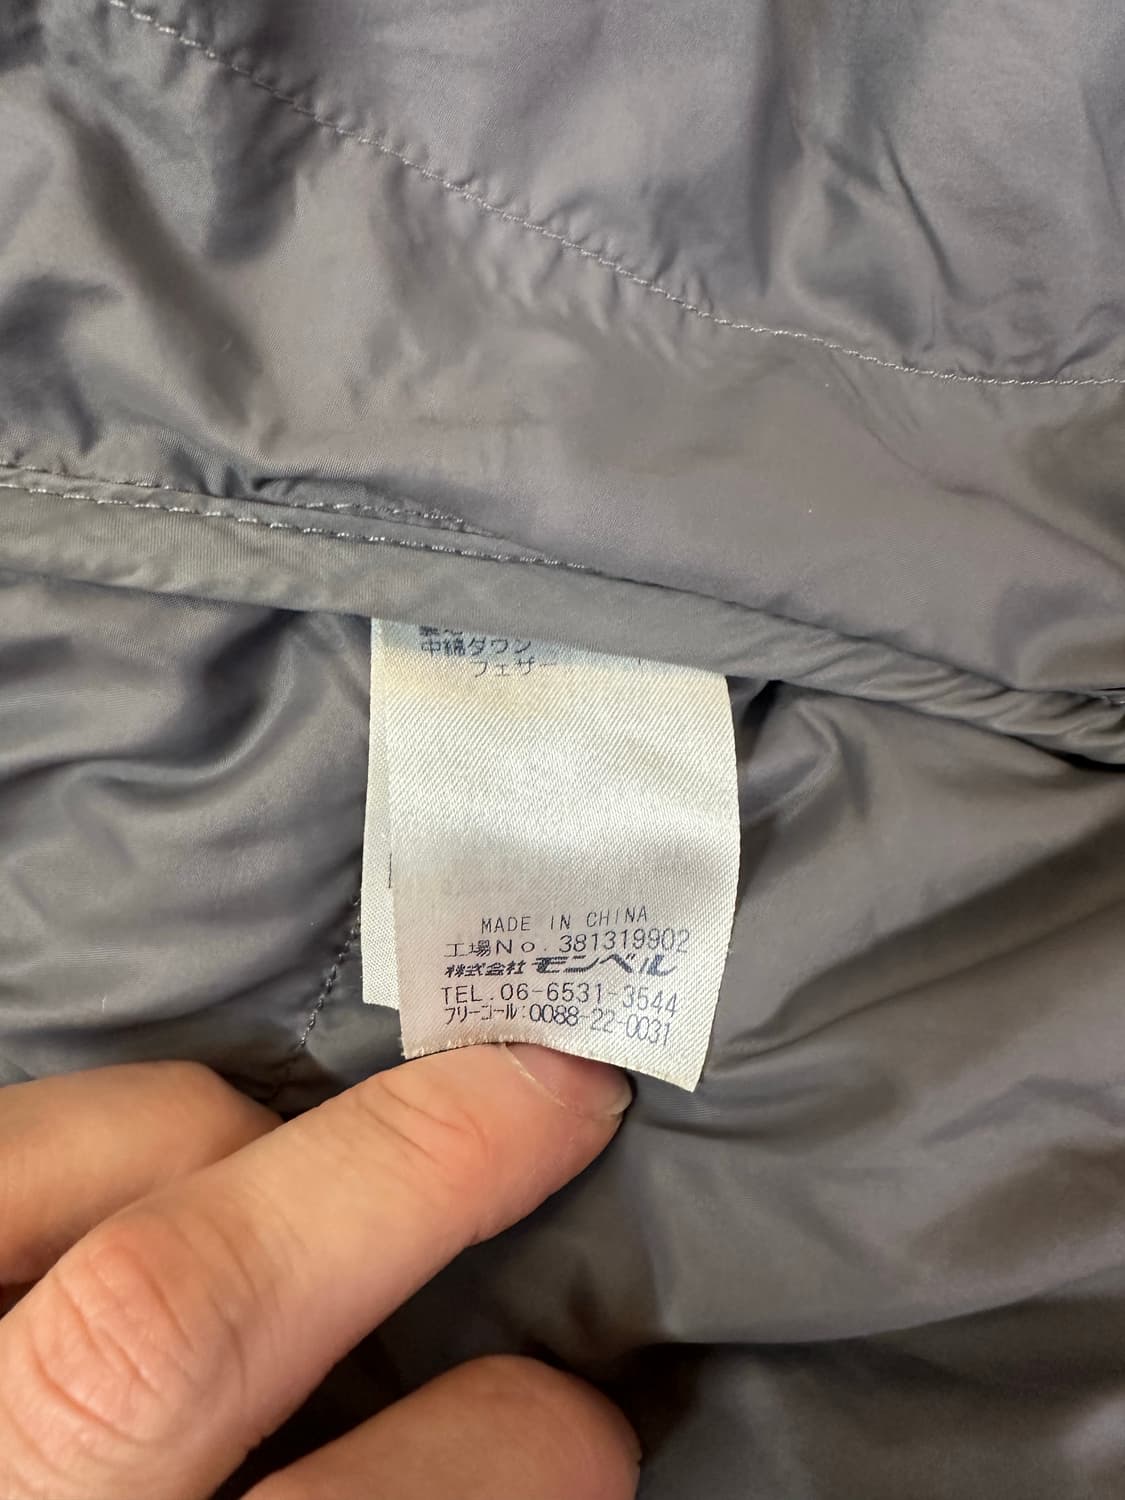 中綿ダウン
フェザー
MADE IN CHINA
工場No. 381319902
株式会社モンベル
TEL. 06-6531-3544
フリーコール:0088-22-0031